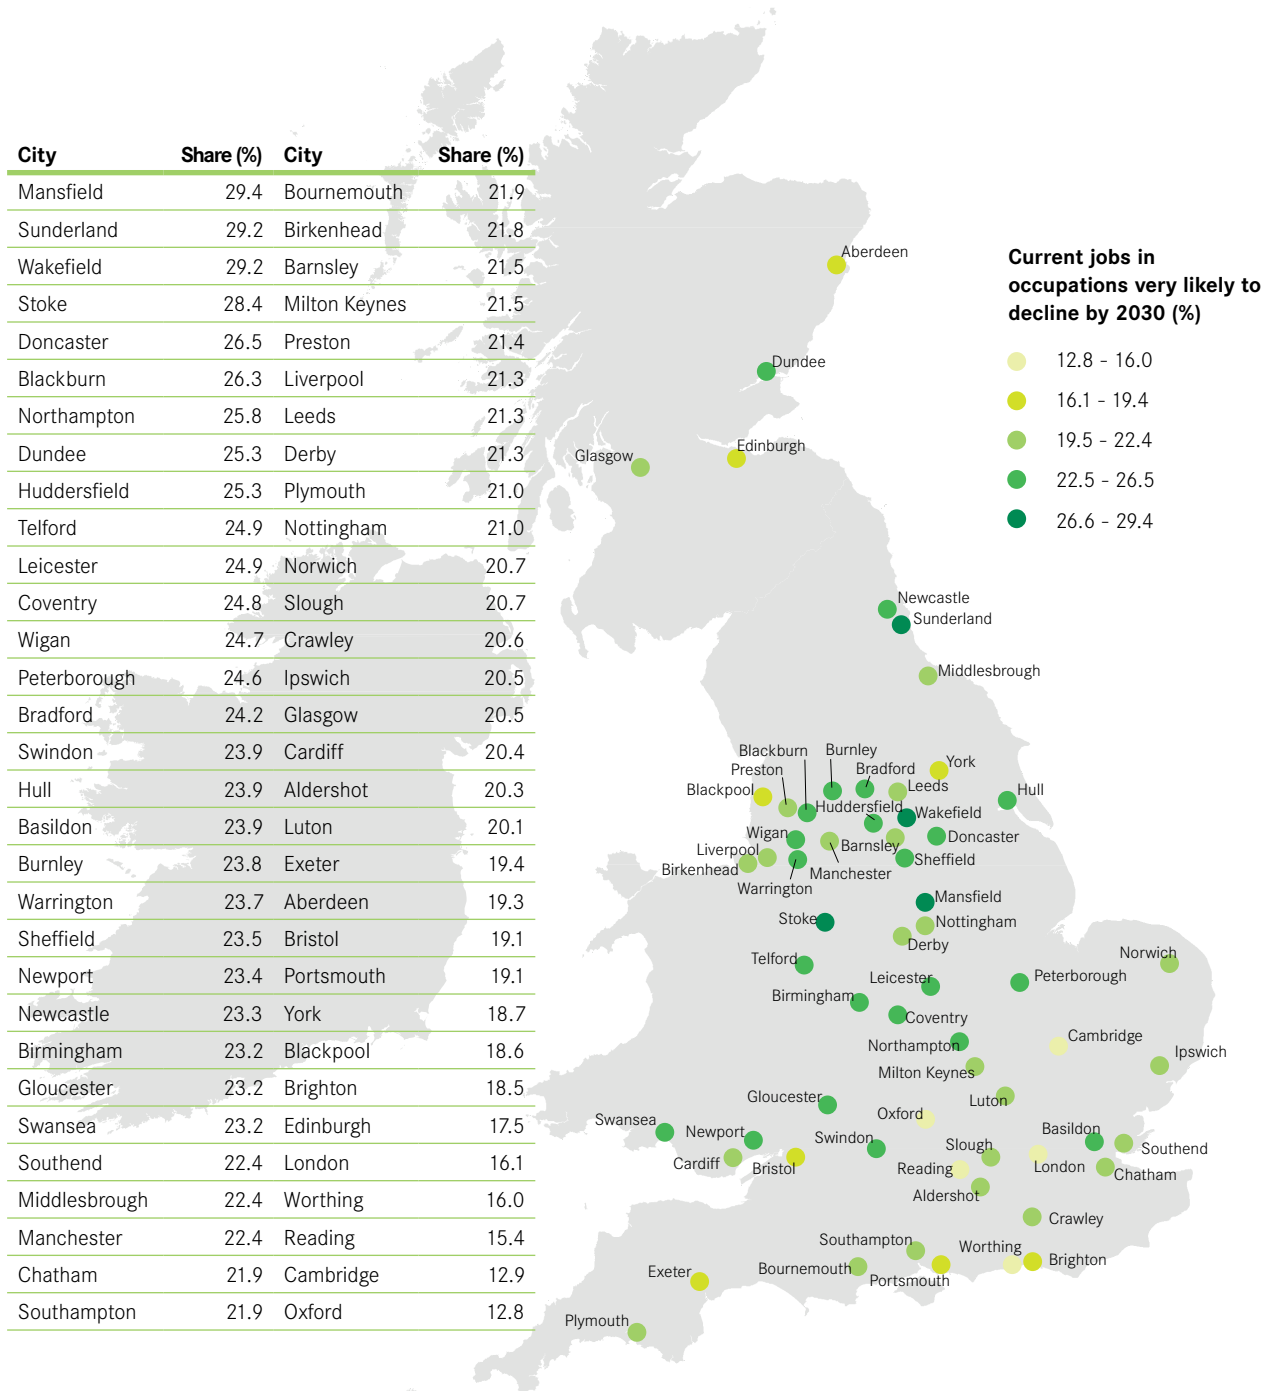 City Share (%) City Share (%)
Mansfield 29.4 Bournemouth 21.9
Sunderland 29.2 Birkenhead 21.8
Wakefield 29.2 Barnsley 21.5
Stoke 28.4 Milton Keynes 21.5
Doncaster 26.5 Preston 21.4
Blackburn 26.3 Liverpool 21.3
Northampton 25.8 Leeds 21.3
Dundee 25.3 Derby 21.3
Huddersfield 25.3 Plymouth 21.0
Telford 24.9 Nottingham 21.0
Leicester 24.9 Norwich 20.7
Coventry 24.8 Slough 20.7
Wigan 24.7 Crawley 20.6
Peterborough 24.6 Ipswich 20.5
Bradford 24.2 Glasgow 20.5
Swindon 23.9 Cardiff 20.4
Hull 23.9 Aldershot 20.3
Basildon 23.9 Luton 20.1
Burnley 23.8 Exeter 19.4
Warrington 23.7 Aberdeen 19.3
Sheffield 23.5 Bristol 19.1
Newport 23.4 Portsmouth 19.1
Newcastle 23.3 York 18.7
Birmingham 23.2 Blackpool 18.6
Gloucester 23.2 Brighton 18.5
Swansea 23.2 Edinburgh 17.5
Southend 22.4 London 16.1
Middlesbrough 22.4 Worthing 16.0
Manchester 22.4 Reading 15.4
Chatham 21.9 Cambridge 12.9
Southampton 21.9 Oxford 12.8
Current jobs in
occupations very likely to
decline by 2030 (%)
12.8 - 16.0
16.1 - 19.4
19.5 - 22.4
22.5 - 26.5
26.6 - 29.4
Aberdeen
Dundee
Edinburgh
Glasgow
Newcastle
Sunderland
Middlesbrough
Blackburn
Burnley
York
Preston
Bradford
Blackpool
Leeds
Hull
Huddersfield
Wakefield
Wigan
Doncaster
Liverpool
Barnsley
Sheffield
Birkenhead
Manchester
Warrington
Mansfield
Stoke
Nottingham
Derby
Norwich
Telford
Leicester
Peterborough
Birmingham
Coventry
Cambridge
Northampton
Ipswich
Milton Keynes
Gloucester
Luton
Oxford
Swansea
Newport
Swindon
Basildon
Slough
Southend
Cardiff
Bristol
Reading
London
Chatham
Aldershot
Crawley
Southampton
Worthing
Brighton
Bournemouth
Portsmouth
Exeter
Plymouth